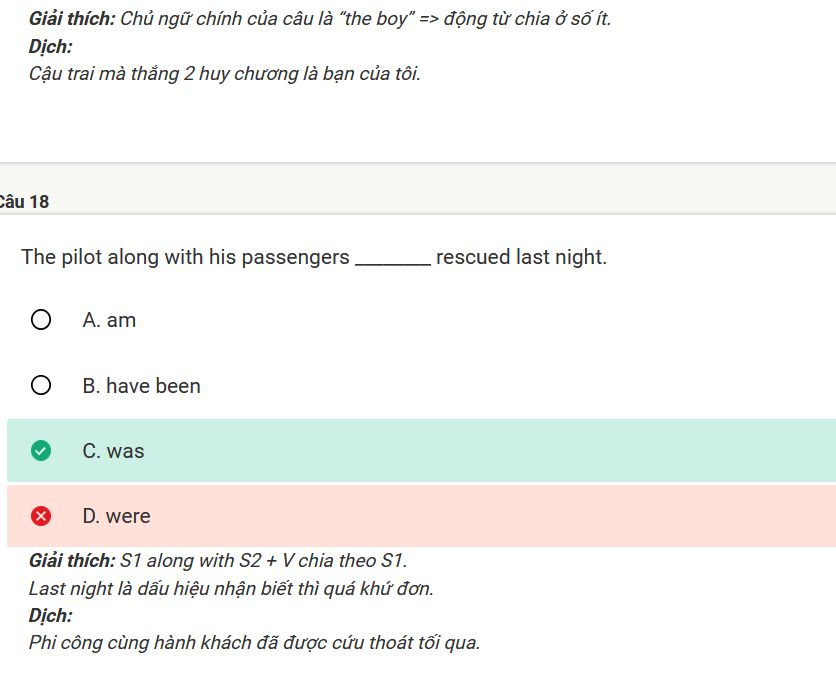 Giải thích: Chủ ngữ chính của câu là “the boy” => động từ chia ở số ít.
Dịch:
Cậu trai mà thắng 2 huy chương là bạn của tôi.
Câu 18
The pilot along with his passengers ________ rescued last night.
A. am
B. have been
C. was
D. were
Giải thích: S1 along with S2 + V chia theo S1.
Last night là dấu hiệu nhận biết thì quá khứ đơn.
Dịch:
Phi công cùng hành khách đã được cứu thoát tối qua.